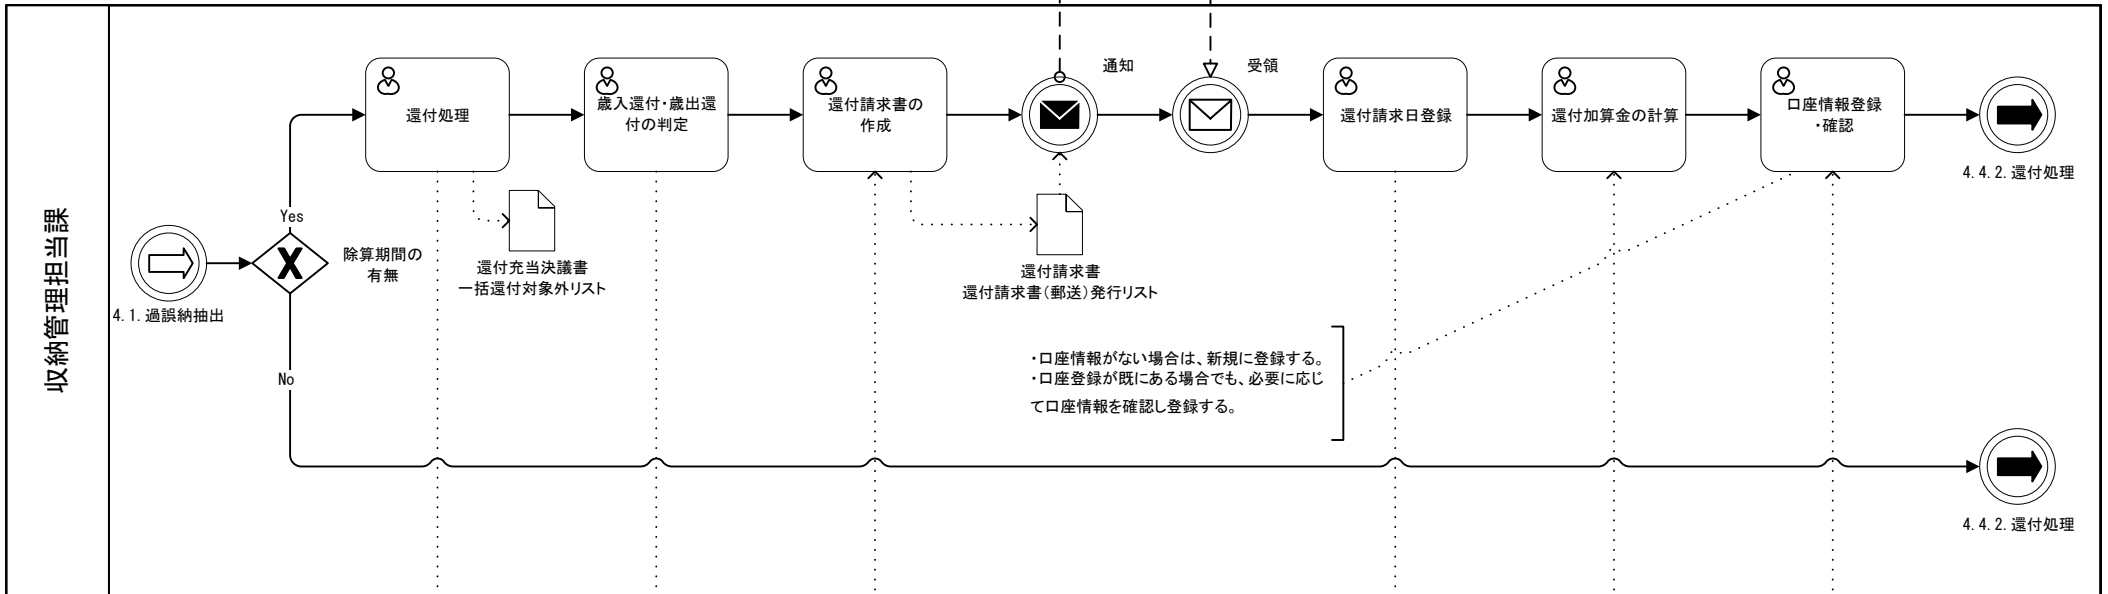 収納管理担当課
4.1.過誤納抽出
Yes
No
除算期間の
有無
還付処理
還付充当決議書
一括還付対象外リスト
歳入還付・歳出還
付の判定
還付請求書の
作成
通知
還付請求書
還付請求書(郵送)発行リスト
受領
還付請求日登録
還付加算金の計算
口座情報登録
・確認
4.4.2.還付処理
・口座情報がない場合は、新規に登録する。
・口座登録が既にある場合でも、必要に応じ
て口座情報を確認し登録する。
4.4.2.還付処理